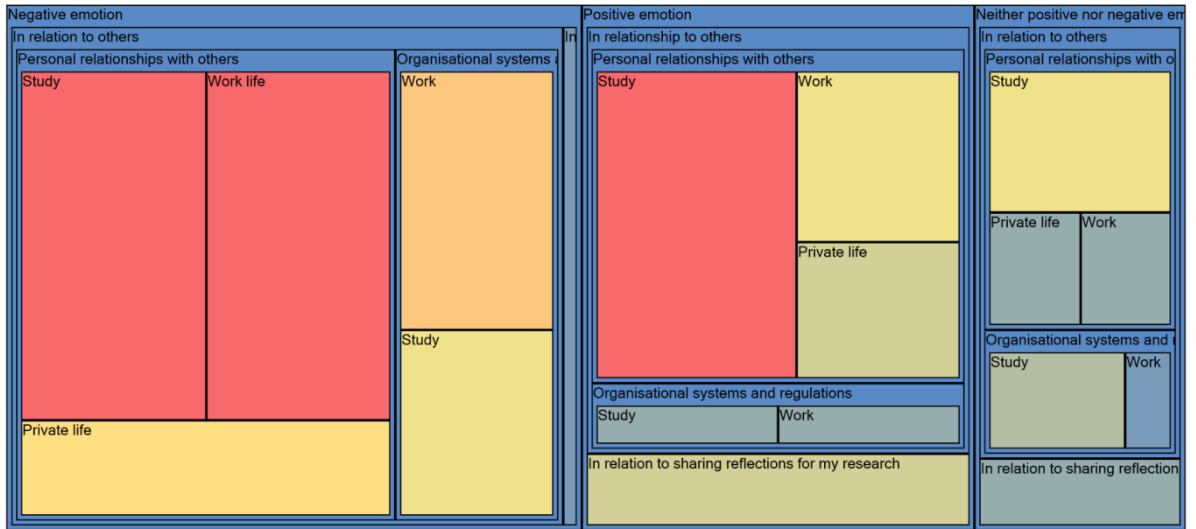 Negative emotion
In relation to others
Personal relationships with others
Study
Work life
Private life
Organisational systems
Work
Study
In
Positive emotion
In relationship to others
Personal relationships with others
Study
Work
Private life
Organisational systems and regulations
Study
Work
In relation to sharing reflections for my research
Neither positive nor negative em
In relation to others
Personal relationships with o
Study
Private life
Work
Organisational systems and
Study
Work
In relation to sharing reflection